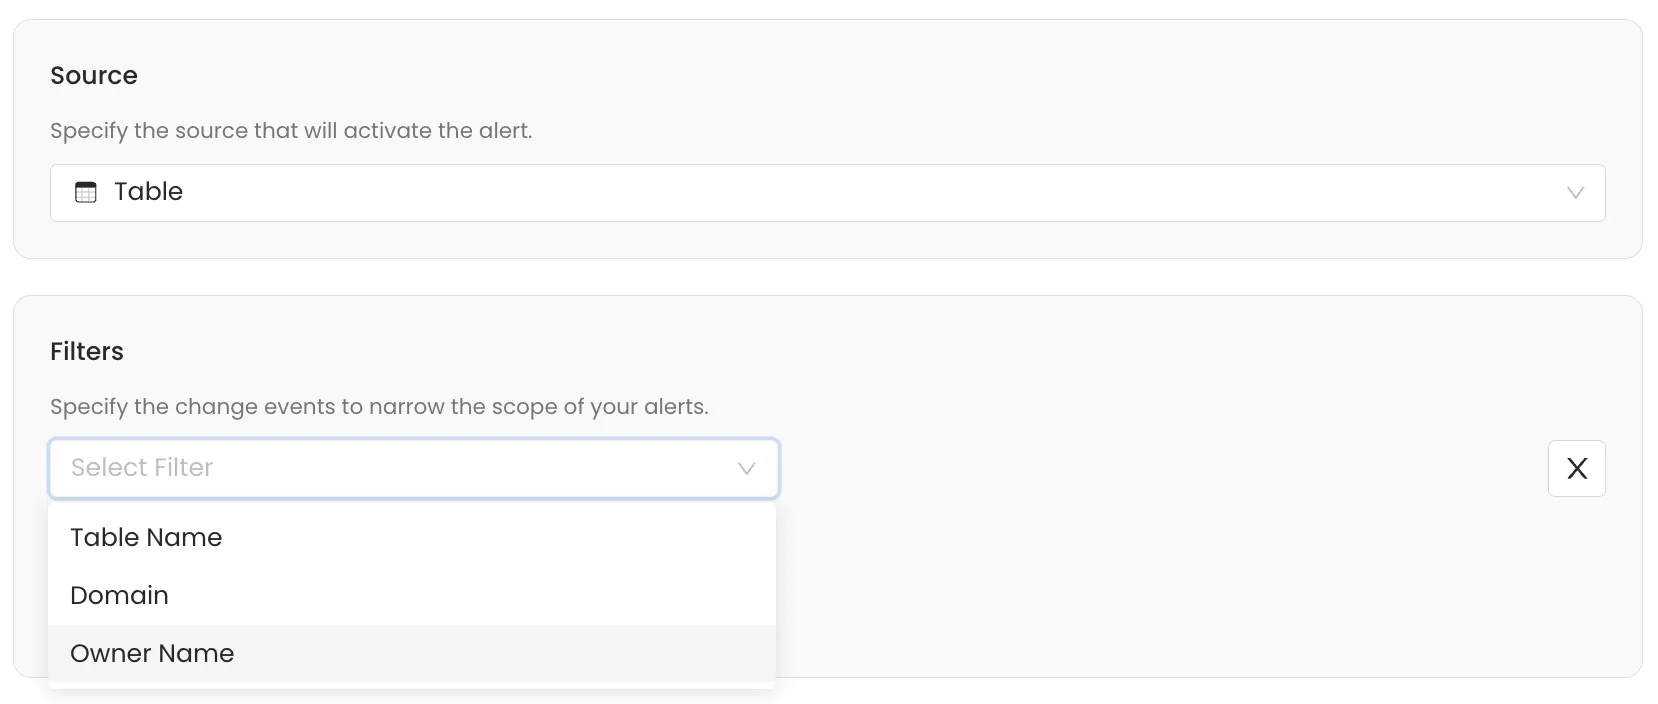 Source
Specify the source that will activate the alert.
Table
Filters
Specify the change events to narrow the scope of your alerts.
Select Filter
X
Table Name
Domain
Owner Name